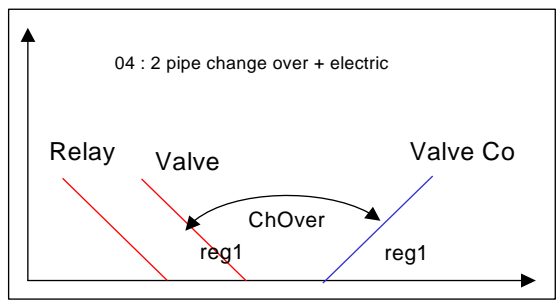 04 : 2 pipe change over + electric
Relay
Valve
Valve Co
ChOver
reg1
reg1